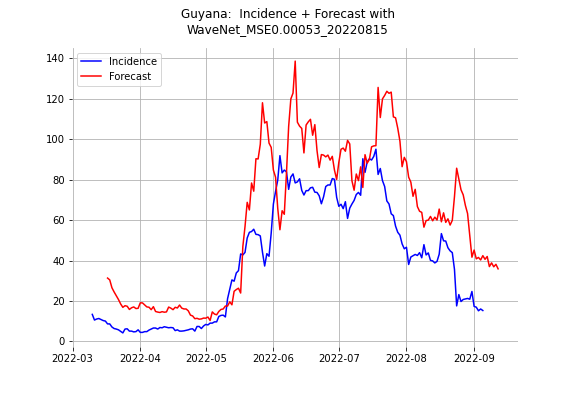 Guyana:  Incidence + Forecast with
WaveNet_MSE0.00053_20220815
Incidence
Forecast
140
120
100
80
60
40
20
0
2022-03 2022-04 2022-05 2022-06 2022-07 2022-08 2022-09